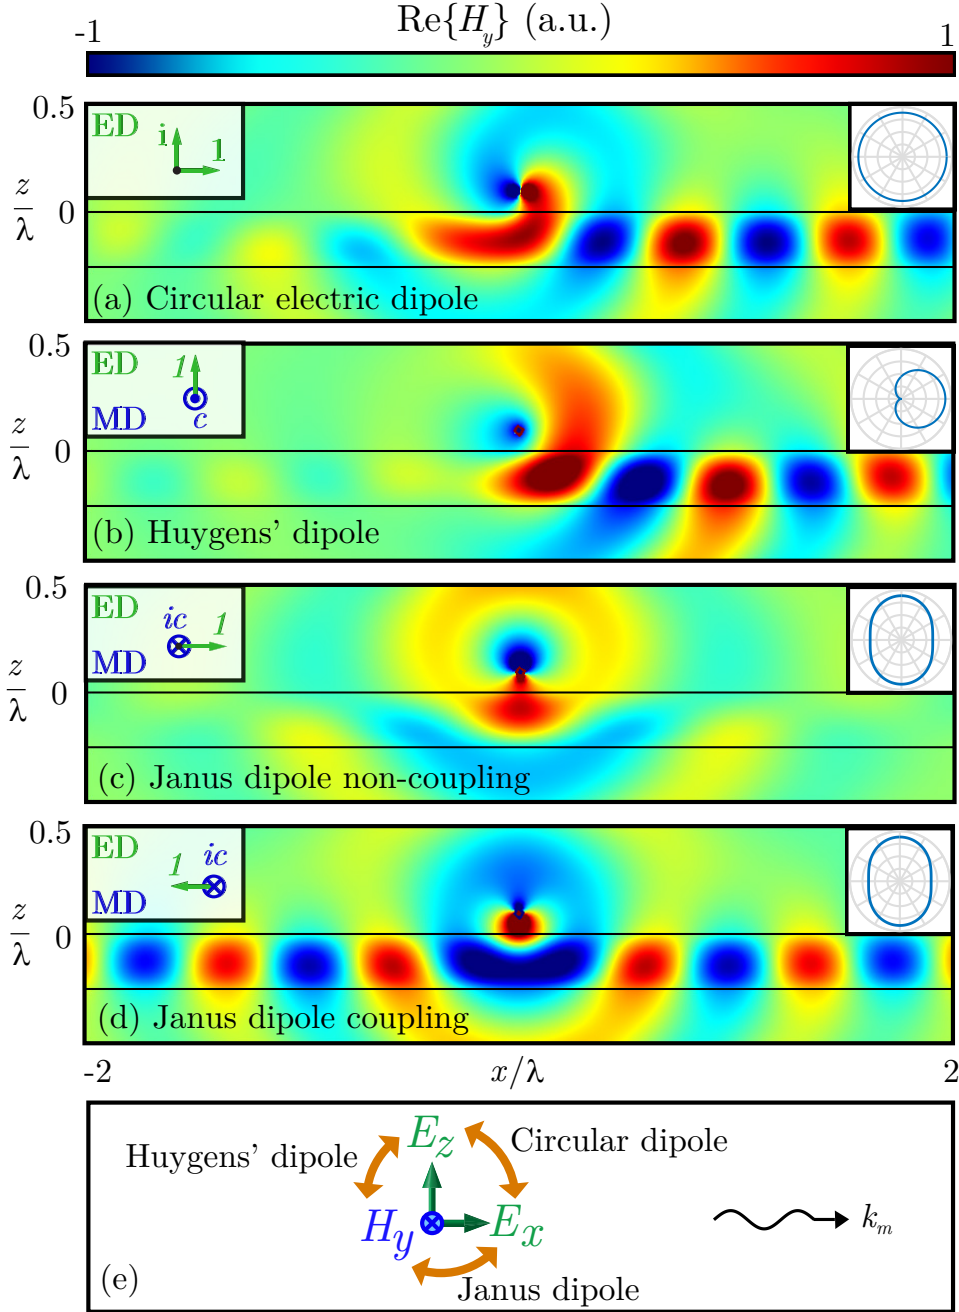 Re{H_y} (a.u.)
-1 1
0.5
z/λ
0
ED
i
1
(a) Circular electric dipole
0.5
z/λ
0
ED
MD
1
c
(b) Huygens' dipole
0.5
z/λ
0
ED
MD
ic
1
(c) Janus dipole non-coupling
0.5
z/λ
0
ED
MD
1
ic
(d) Janus dipole coupling
-2 x/λ 2
Huygens' dipole
E_z
Circular dipole
H_y
E_x
k_m
Janus dipole
(e)